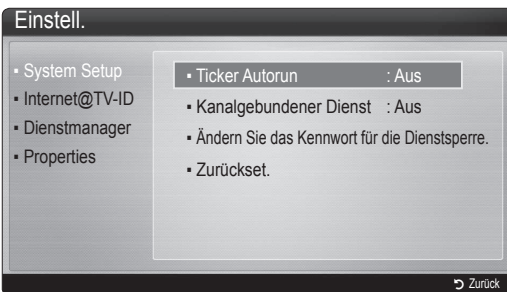 Einstell.
▪ System Setup
▪ Internet@TV-ID
▪ Dienstmanager
▪ Properties
▪ Ticker Autorun : Aus
▪ Kanalgebundener Dienst : Aus
▪ Ändern Sie das Kennwort für die Dienstsperre.
▪ Zurückset.
Zurück